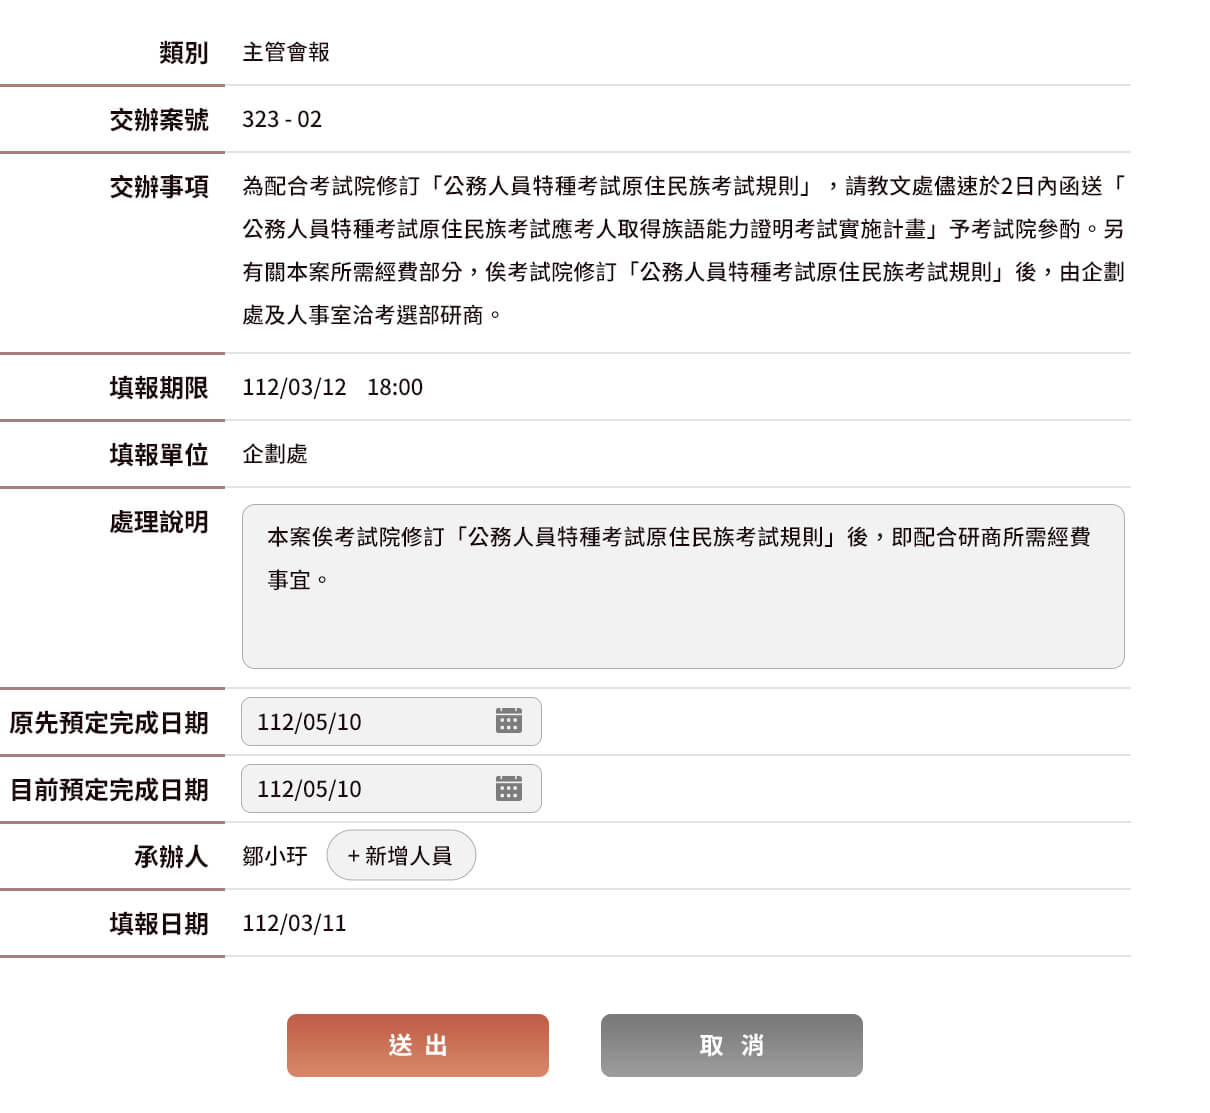 類別 主管會報
交辦案號 323 - 02
交辦事項 為配合考試院修訂「公務人員特種考試原住民族考試規則」，請教文處儘速於2日內函送「
公務人員特種考試原住民族考試應考人取得族語能力證明考試實施計畫」予考試院參酌。另
有關本案所需經費部分，俟考試院修訂「公務人員特種考試原住民族考試規則」後，由企劃
處及人事室洽考選部研商。
填報期限 112/03/12 18:00
填報單位 企劃處
處理說明 本案俟考試院修訂「公務人員特種考試原住民族考試規則」後，即配合研商所需經費
事宜。
原先預定完成日期 112/05/10
目前預定完成日期 112/05/10
承辦人 鄒小玗 + 新增人員
填報日期 112/03/11
送出 取消